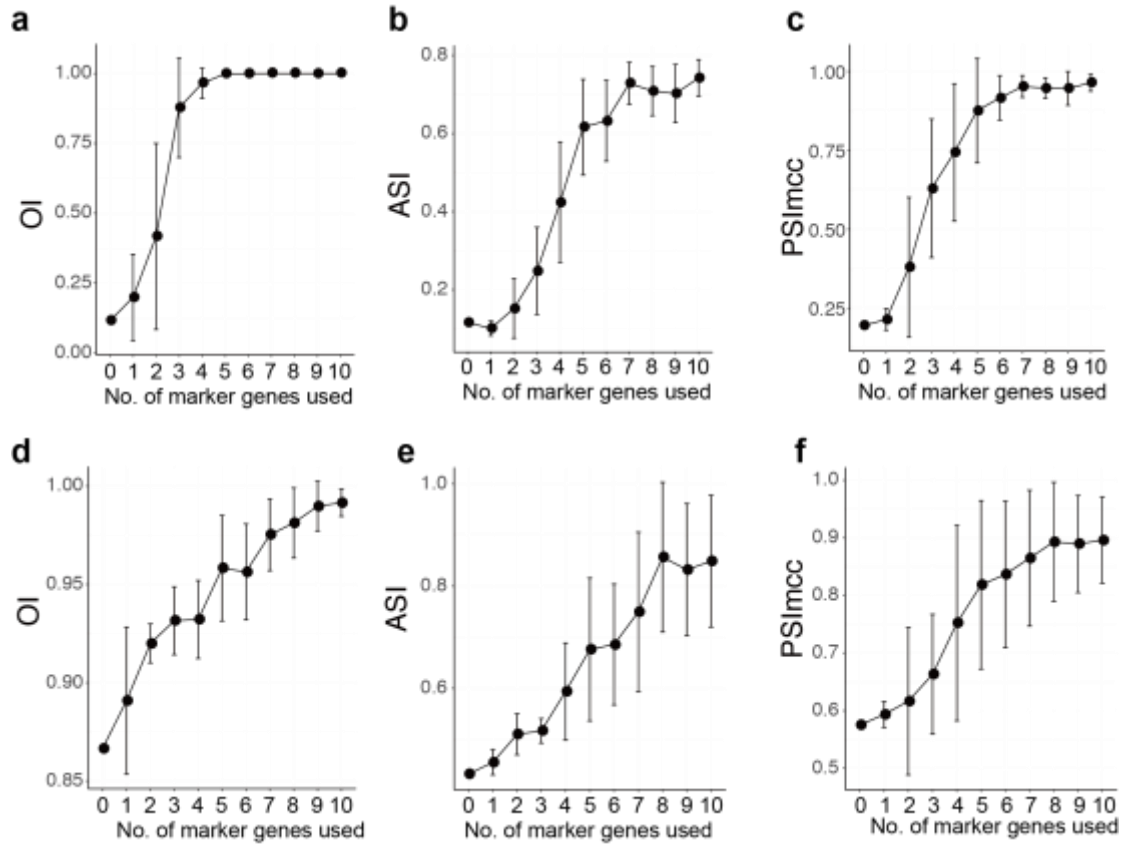 a
OI
1.00
0.75
0.50
0.25
0.00
0 1 2 3 4 5 6 7 8 9 10
No. of marker genes used
b
ASI
0.8
0.6
0.4
0.2
0 1 2 3 4 5 6 7 8 9 10
No. of marker genes used
c
PSImcc
1.00
0.75
0.50
0.25
0 1 2 3 4 5 6 7 8 9 10
No. of marker genes used
d
OI
1.00
0.95
0.90
0.85
0 1 2 3 4 5 6 7 8 9 10
No. of marker genes used
e
ASI
1.0
0.8
0.6
0 1 2 3 4 5 6 7 8 9 10
No. of marker genes used
f
PSImcc
1.0
0.9
0.8
0.7
0.6
0.5
0 1 2 3 4 5 6 7 8 9 10
No. of marker genes used